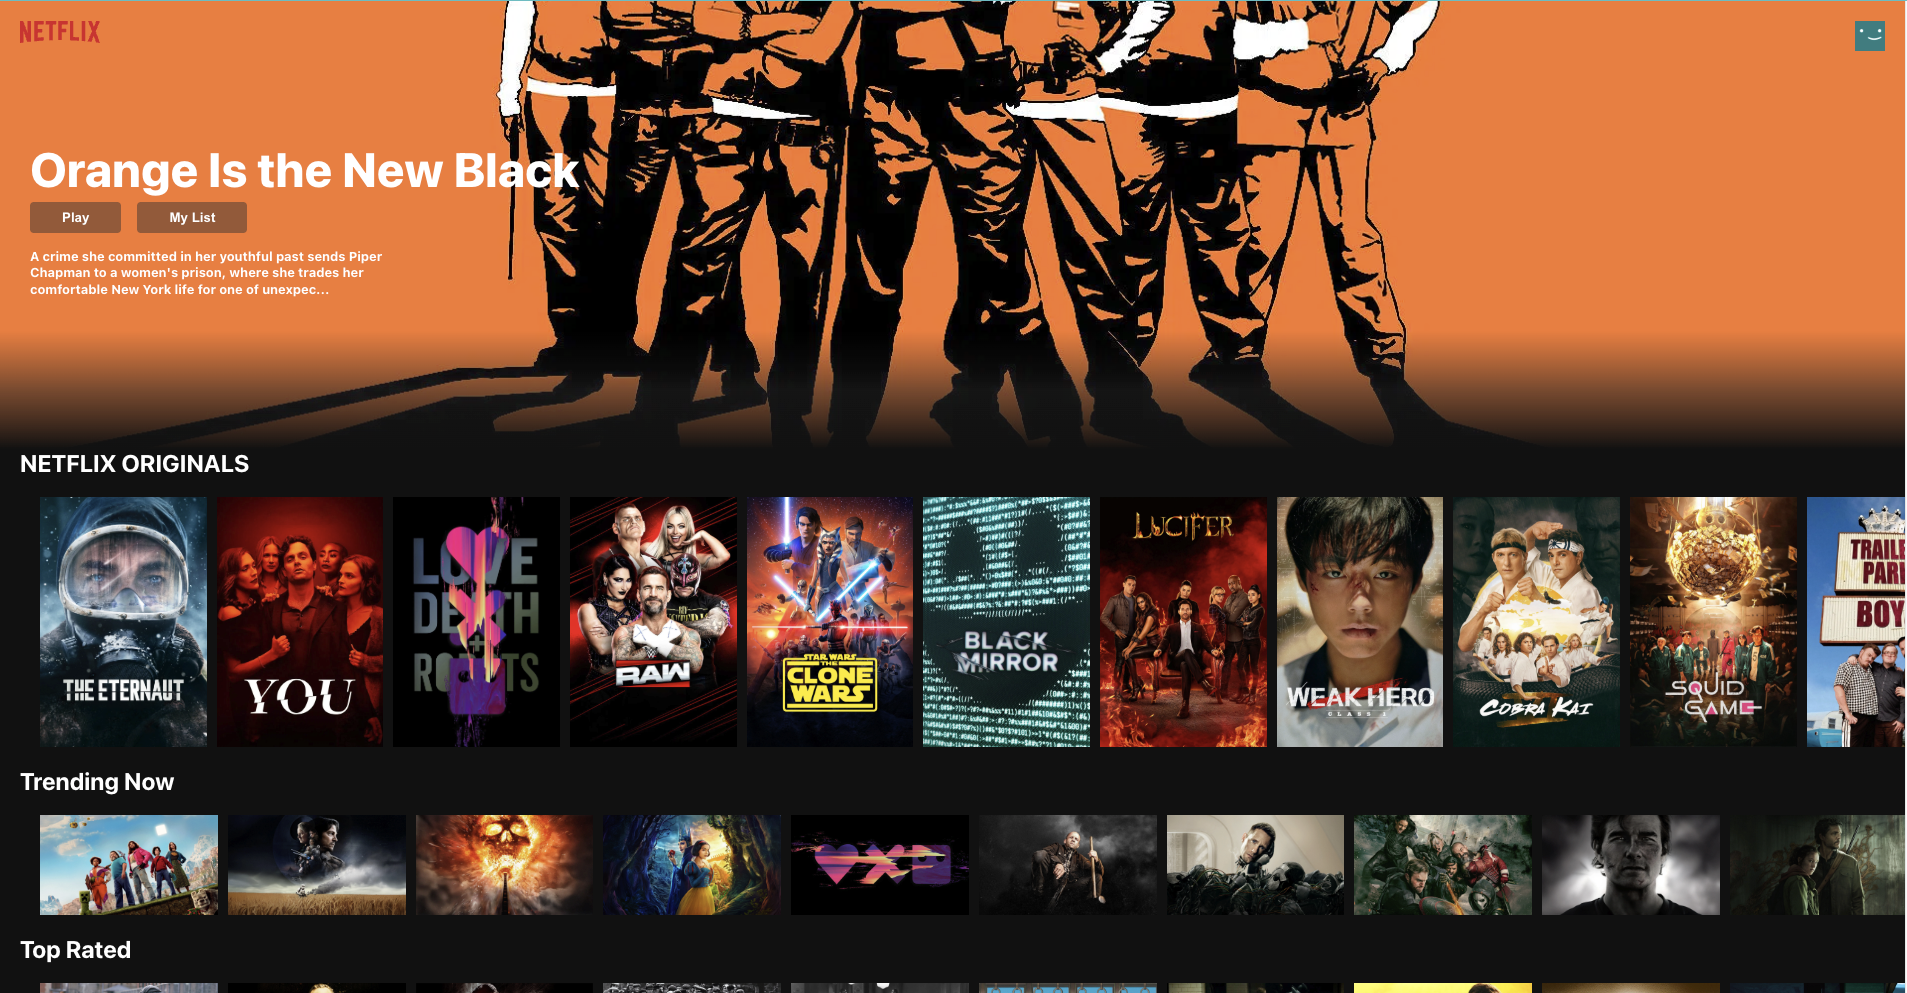 NETFLIX
Orange Is the New Black
Play
My List
A crime she committed in her youthful past sends Piper
Chapman to a women's prison, where she trades her
comfortable New York life for one of unexpec...
NETFLIX ORIGINALS
THE ETERNAUT
YOU
LOVE
DEATH
+
ROBOTS
RAW
STAR WARS
THE
CLONE
WARS
BLACK
MIRROR
LUCIFER
WEAK HERO
CLASS 1
COBRA KAI
SQUID
GAME
TRAILE
PAR
BOY
Trending Now
Top Rated